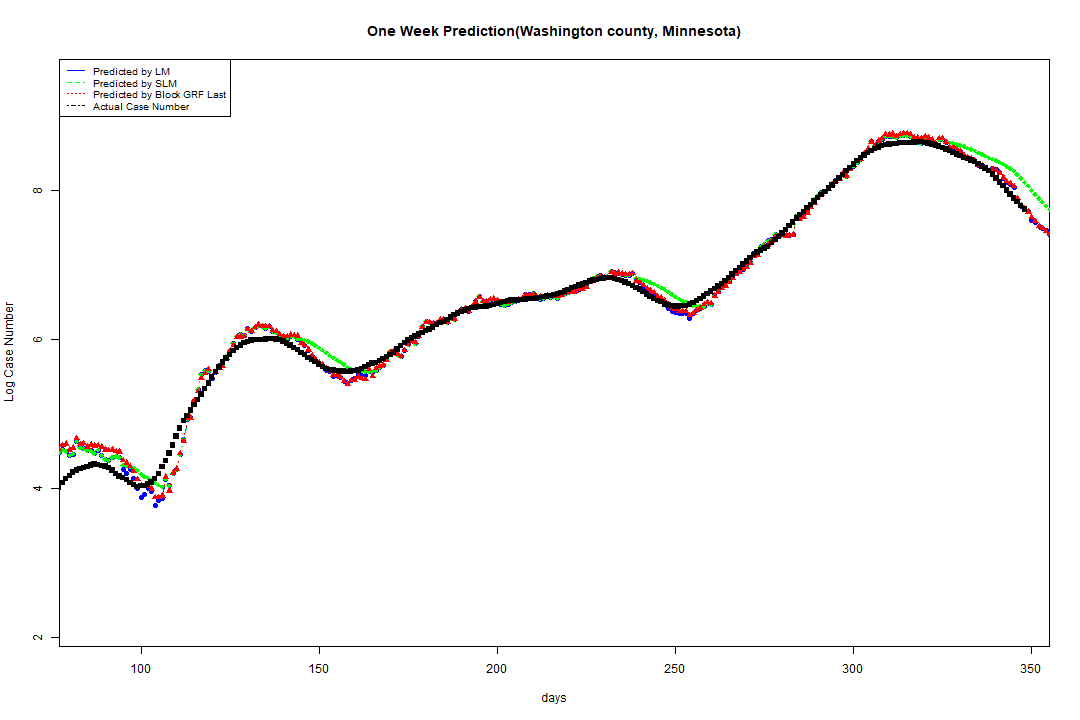 One Week Prediction(Washington county, Minnesota)
Predicted by LM
Predicted by SLM
Predicted by Block GRF Last
Actual Case Number
8
6
4
2
Log Case Number
100 150 200 250 300 350
days